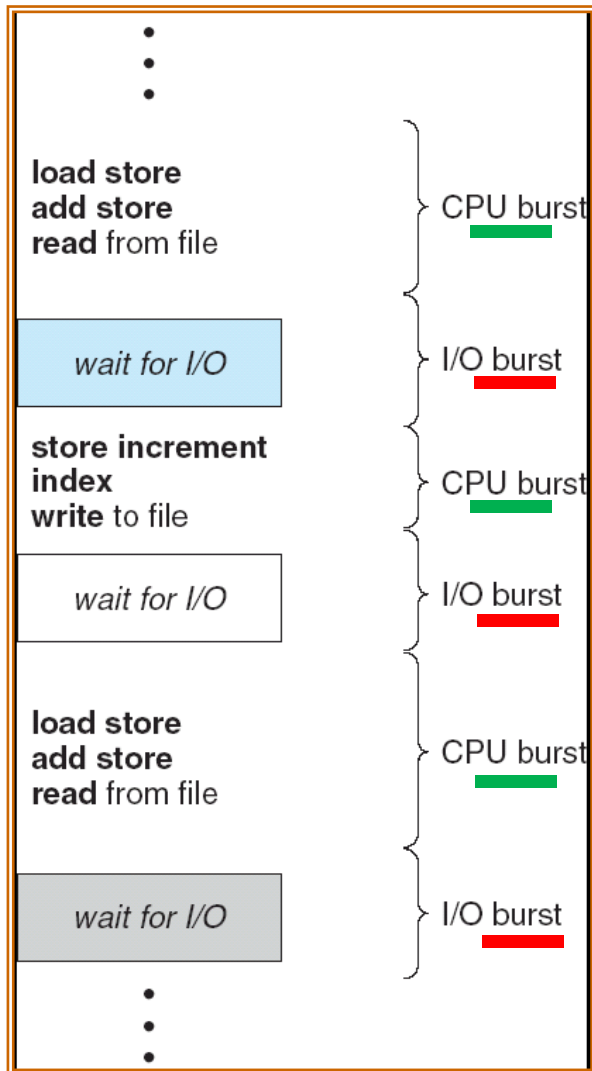 load store
add store
read from file
CPU burst
wait for I/O
I/O burst
store increment
index
write to file
CPU burst
wait for I/O
I/O burst
load store
add store
read from file
CPU burst
wait for I/O
I/O burst